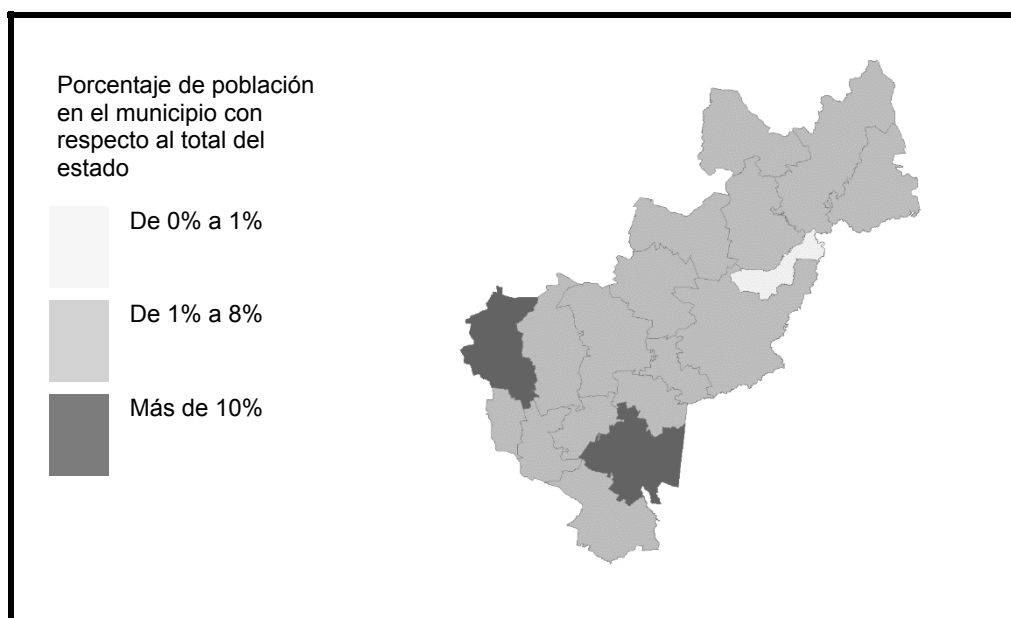 Porcentaje de población
en el municipio con
respecto al total del
estado
De 0% a 1%
De 1% a 8%
Más de 10%